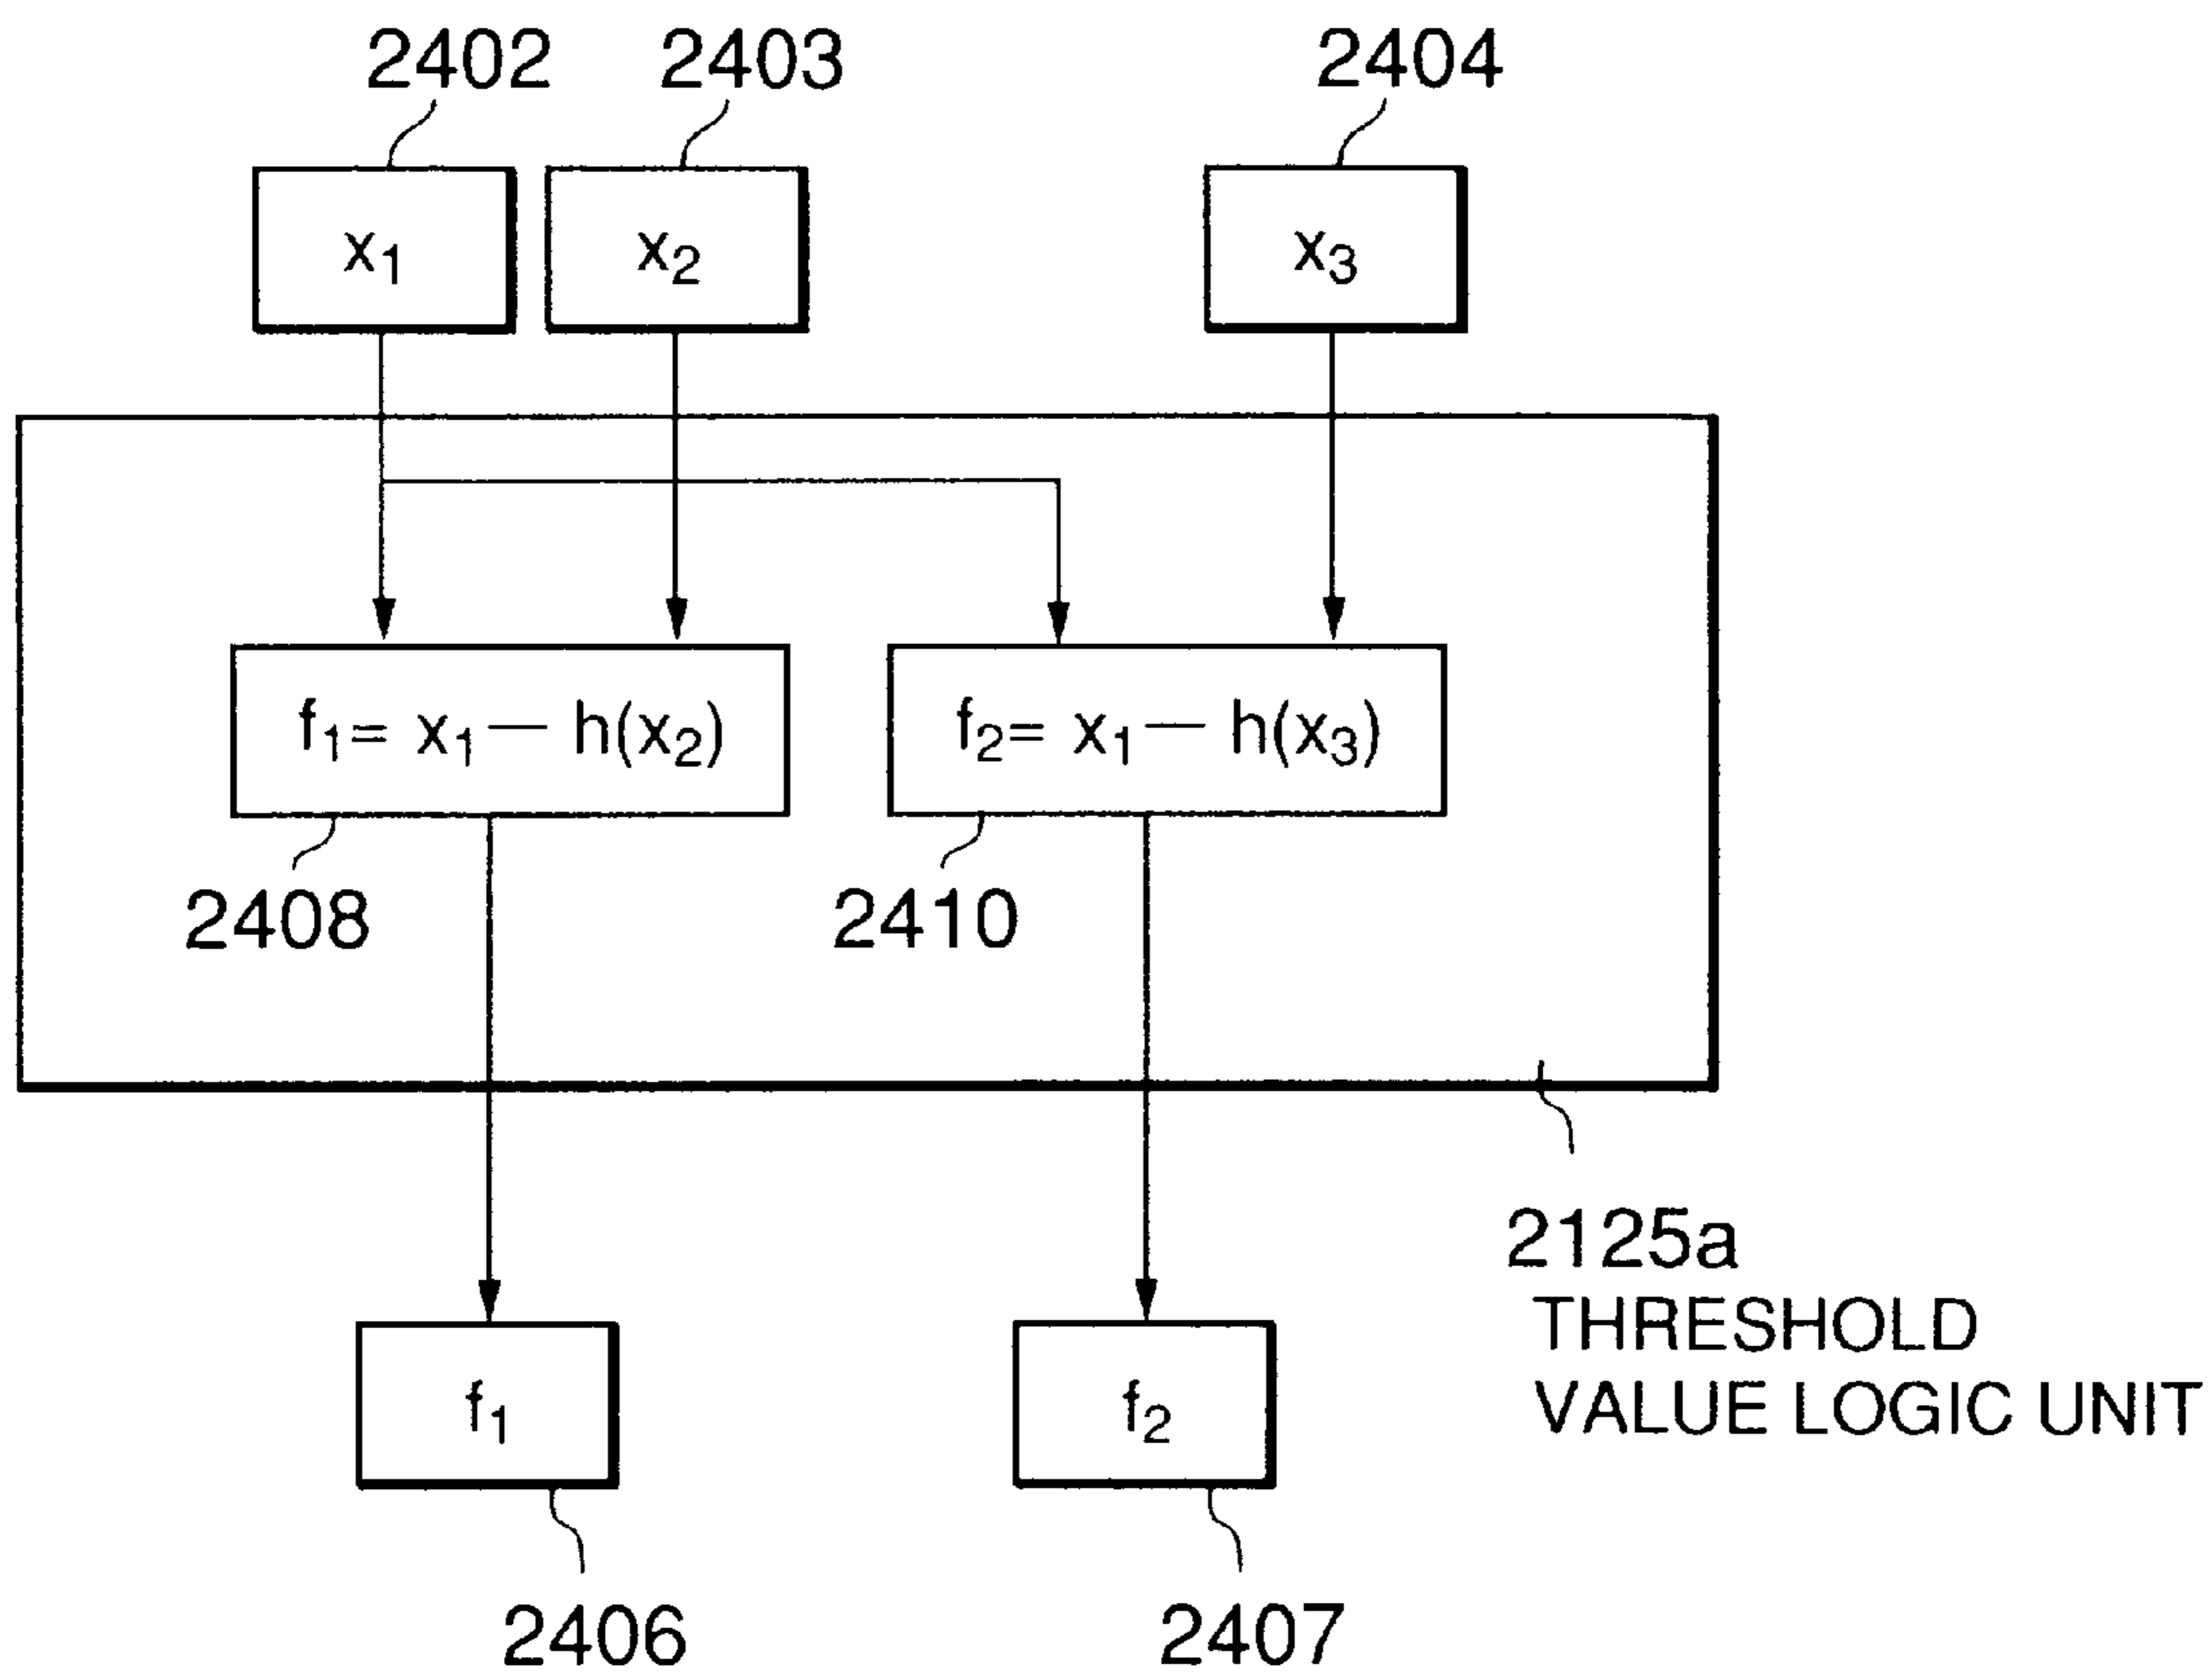 2402 2403 2404
x1 x2 x3
f1= x1 — h(x2) f2= x1 — h(x3)
2408 2410
2125a
THRESHOLD
VALUE LOGIC UNIT
f1 f2
2406 2407